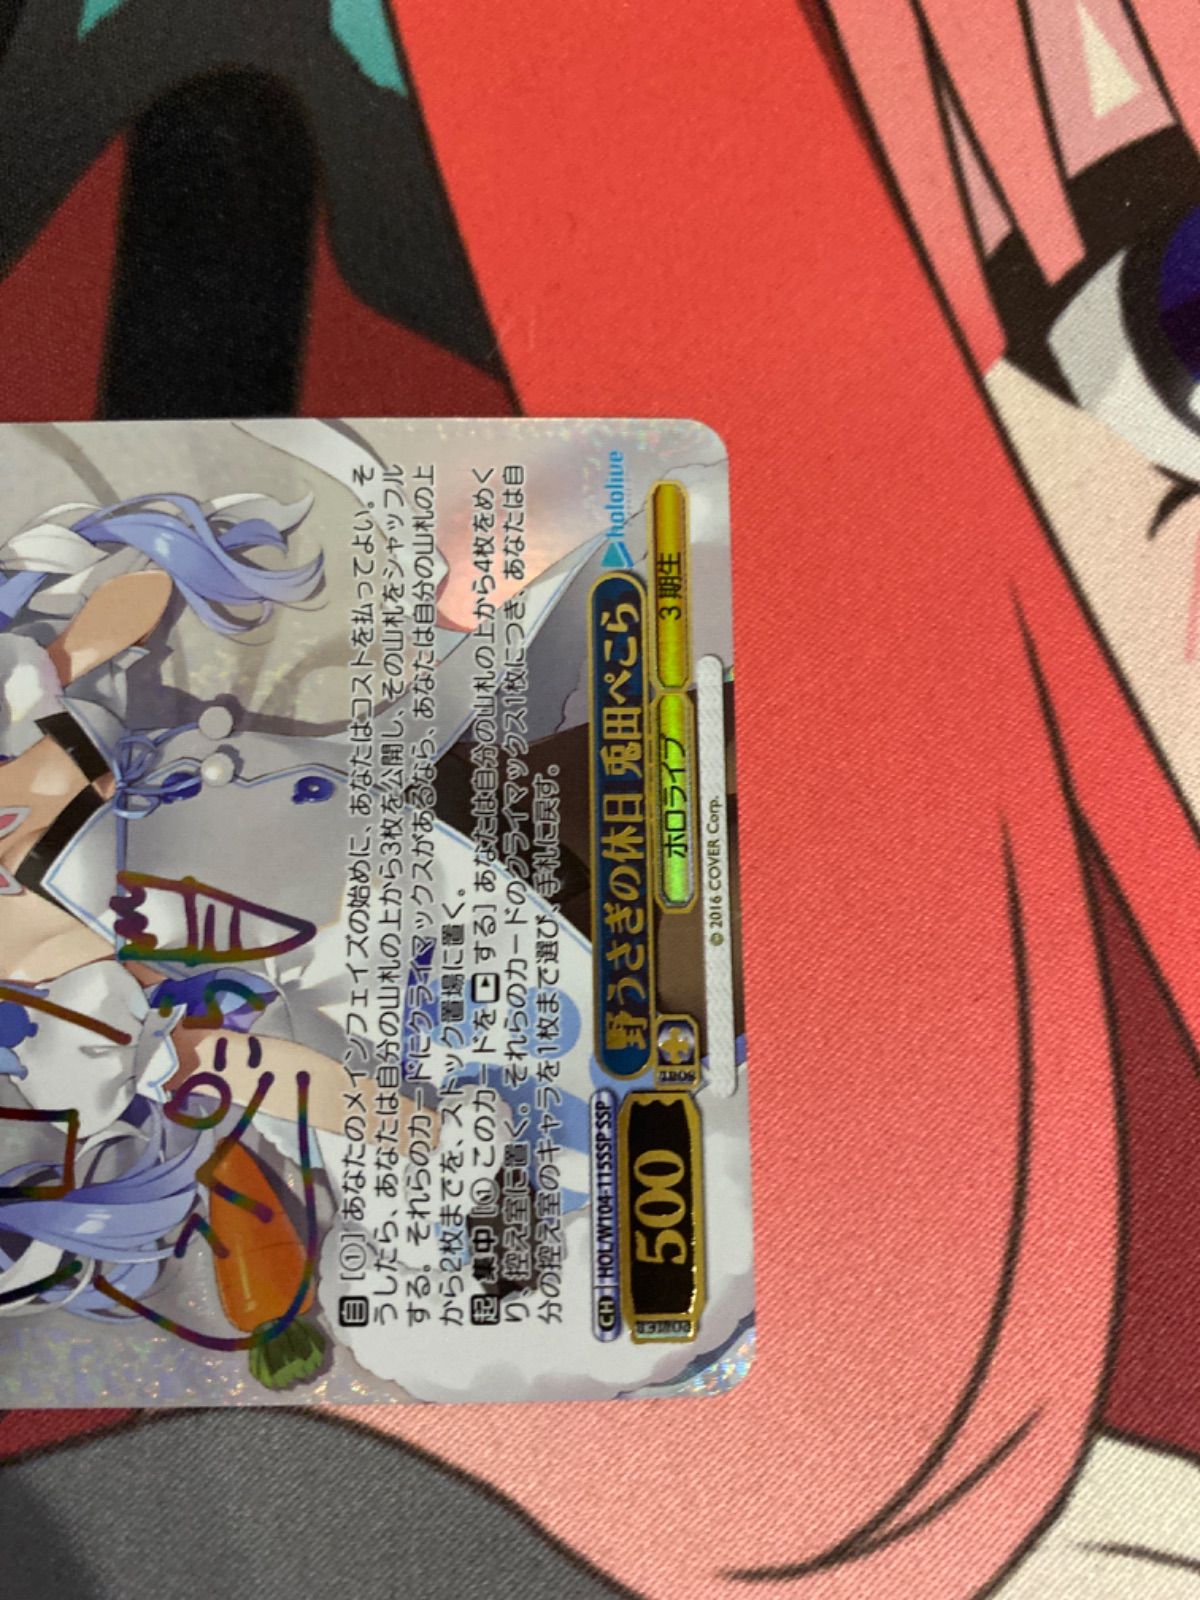 自 [①] あなたのメインフェイズの始めに、あなたはコストを払ってよい。そ
うしたら、あなたは自分の山札の上から3枚を公開し、その山札をシャッフル
する。それらのカードにクライマックスがあるなら、あなたは自分の山札の上
から2枚までを、ストック置場に置く。
起 集中 [① このカードを する] あなたは自分の山札の上から4枚をめく
り、控え室に置く。それらのカードのクライマックス1枚につき、あなたは自
分の控え室のキャラを1枚まで選び、手札に戻す。
hololive
CH HOL/W104-115SSP SSP
野うさぎの休日 兎田ぺこら
500
POWER
SOUL
ホロライブ
3期生
© 2016 COVER Corp.